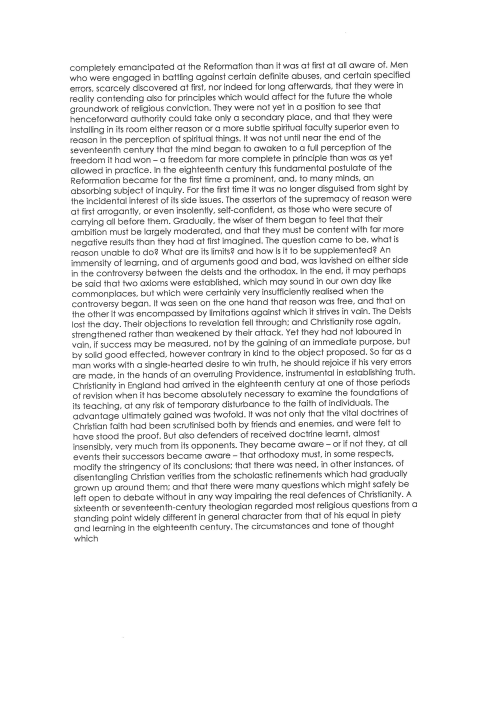 completely emancipated at the Reformation than it was at first at all aware of. Men
who were engaged in battling against certain definite abuses, and certain specified
errors, scarcely discovered at first, nor indeed for long afterwards, that they were in
reality contending also for principles which would affect for the future the whole
groundwork of religious conviction. They were not yet in a position to see that
henceforward authority could take only a secondary place, and that they were
installing in its room either reason or a more subtle spiritual faculty superior even to
reason in the perception of spiritual things. It was not until near the end of the
seventeenth century that the mind began to awaken to a full perception of the
freedom it had won – a freedom far more complete in principle than was as yet
allowed in practice. In the eighteenth century this fundamental postulate of the
Reformation became for the first time a prominent, and, to many minds, an
absorbing subject of inquiry. For the first time it was no longer disguised from sight by
the incidental interest of its side issues. The assertors of the supremacy of reason were
at first arrogantly, or even insolently, self-confident, as those who were secure of
carrying all before them. Gradually, the wiser of them began to feel that their
ambition must be largely moderated, and that they must be content with far more
negative results than they had at first imagined. The question came to be, what is
reason unable to do? What are its limits? and how is it to be supplemented? An
immensity of learning, and of arguments good and bad, was lavished on either side
in the controversy between the deists and the orthodox. In the end, it may perhaps
be said that two axioms were established, which may sound in our own day like
commonplaces, but which were certainly very insufficiently realised when the
controversy began. It was seen on the one hand that reason was free, and that on
the other it was encompassed by limitations against which it strives in vain. The Deists
lost the day. Their objections to revelation fell through; and Christianity rose again,
strengthened rather than weakened by their attack. Yet they had not laboured in
vain, if success may be measured, not by the gaining of an immediate purpose, but
by solid good effected, however contrary in kind to the object proposed. So far as a
man works with a single-hearted desire to win truth, he should rejoice if his very errors
are made, in the hands of an overruling Providence, instrumental in establishing truth.
Christianity in England had arrived in the eighteenth century at one of those periods
of revision when it has become absolutely necessary to examine the foundations of
its teaching, at any risk of temporary disturbance to the faith of individuals. The
advantage ultimately gained was twofold. It was not only that the vital doctrines of
Christian faith had been scrutinised both by friends and enemies, and were felt to
have stood the proof. But also defenders of received doctrine learnt, almost
insensibly, very much from its opponents. They became aware – or if not they, at all
events their successors became aware – that orthodoxy must, in some respects,
modify the stringency of its conclusions; that there was need, in other instances, of
disentangling Christian verities from the scholastic refinements which had gradually
grown up around them; and that there were many questions which might safely be
left open to debate without in any way impairing the real defences of Christianity. A
sixteenth or seventeenth-century theologian regarded most religious questions from a
standing point widely different in general character from that of his equal in piety
and learning in the eighteenth century. The circumstances and tone of thought
which